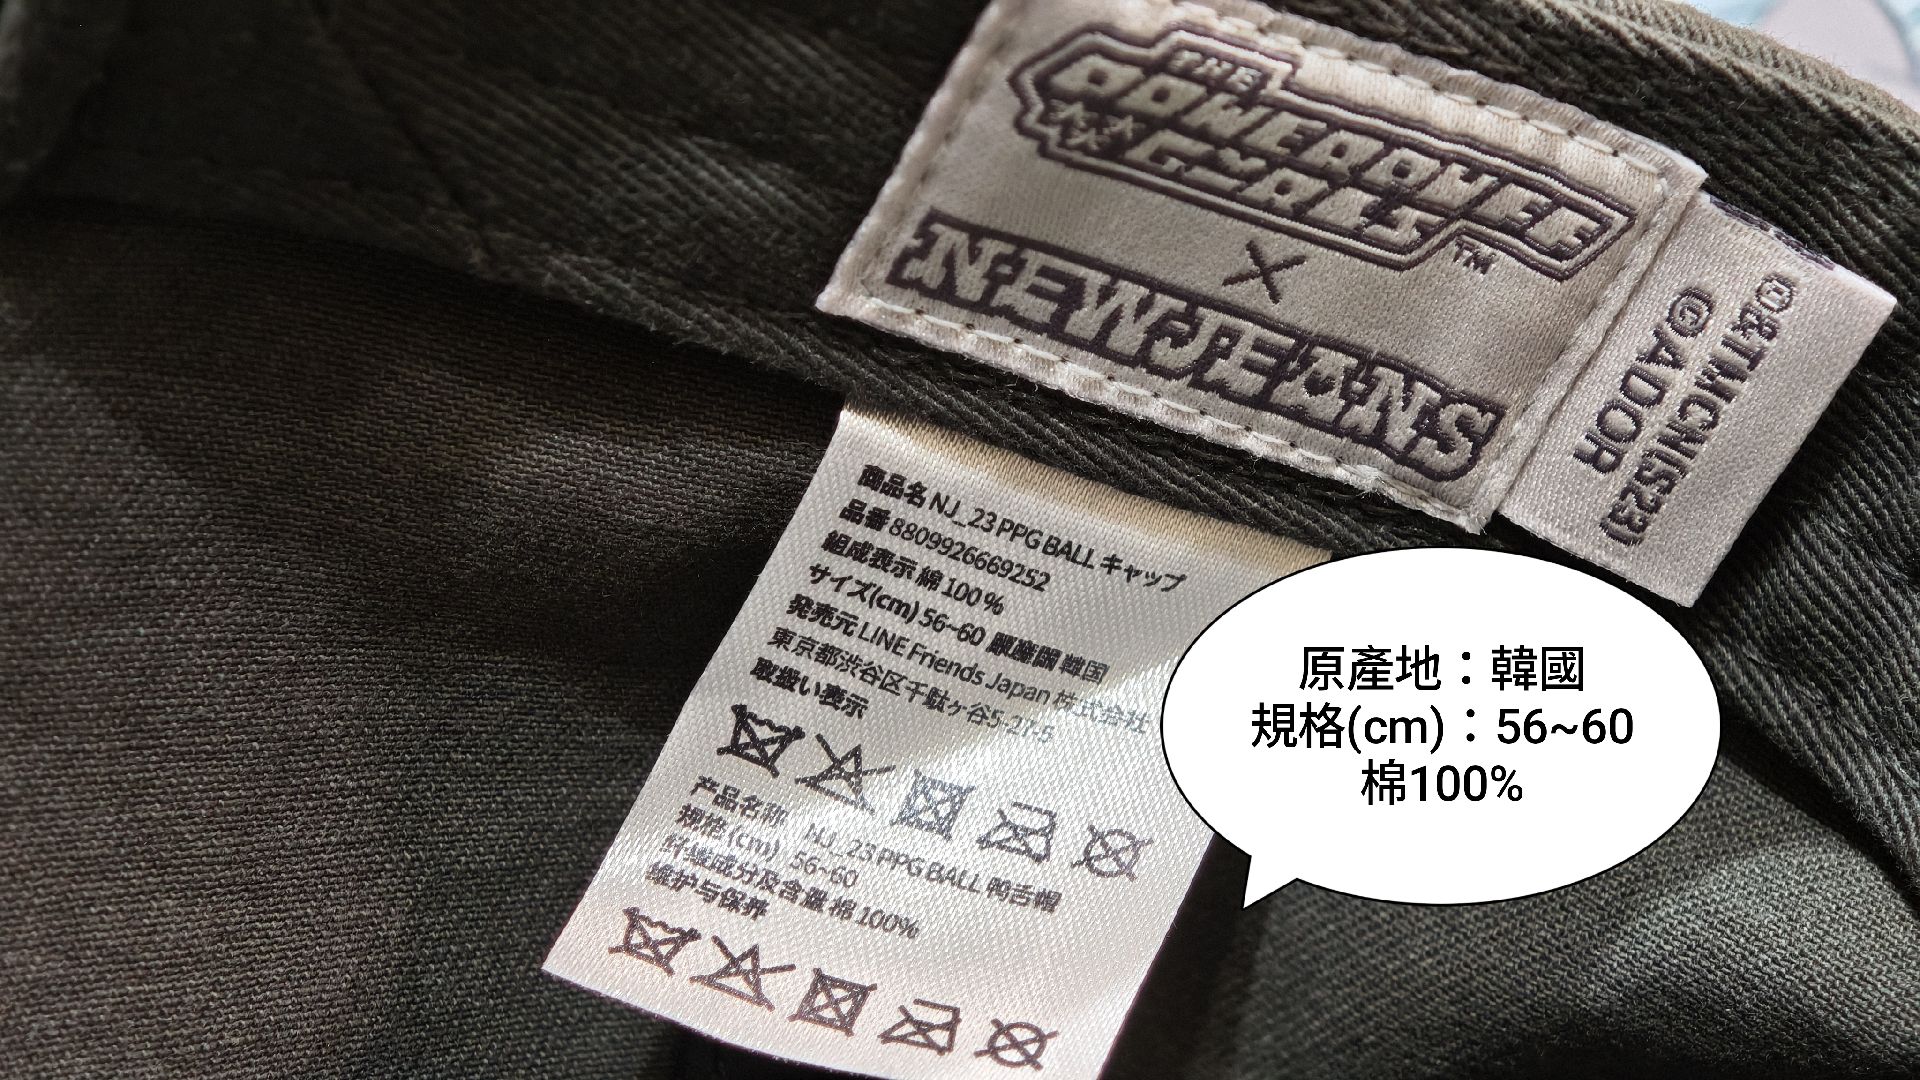 THE
POWERPUFF
GIRLS
TM
×
NEWJEANS
©&TMCN(S23)
©ADOR
商品名 NJ_23 PPG BALL キャップ
品番 8809926669252
組成表示 綿 100%
サイズ(cm) 56~60 原産国 韓国
発売元 LINE Friends Japan 株式会社
東京都渋谷区千駄ヶ谷5-27-5
取扱い表示
产品名称 NJ_23 PPG BALL 鸭舌帽
规格 (cm) 56~60
纤维成分及含量 棉 100%
维护与保养
原產地：韓國
規格(cm)：56~60
棉100%